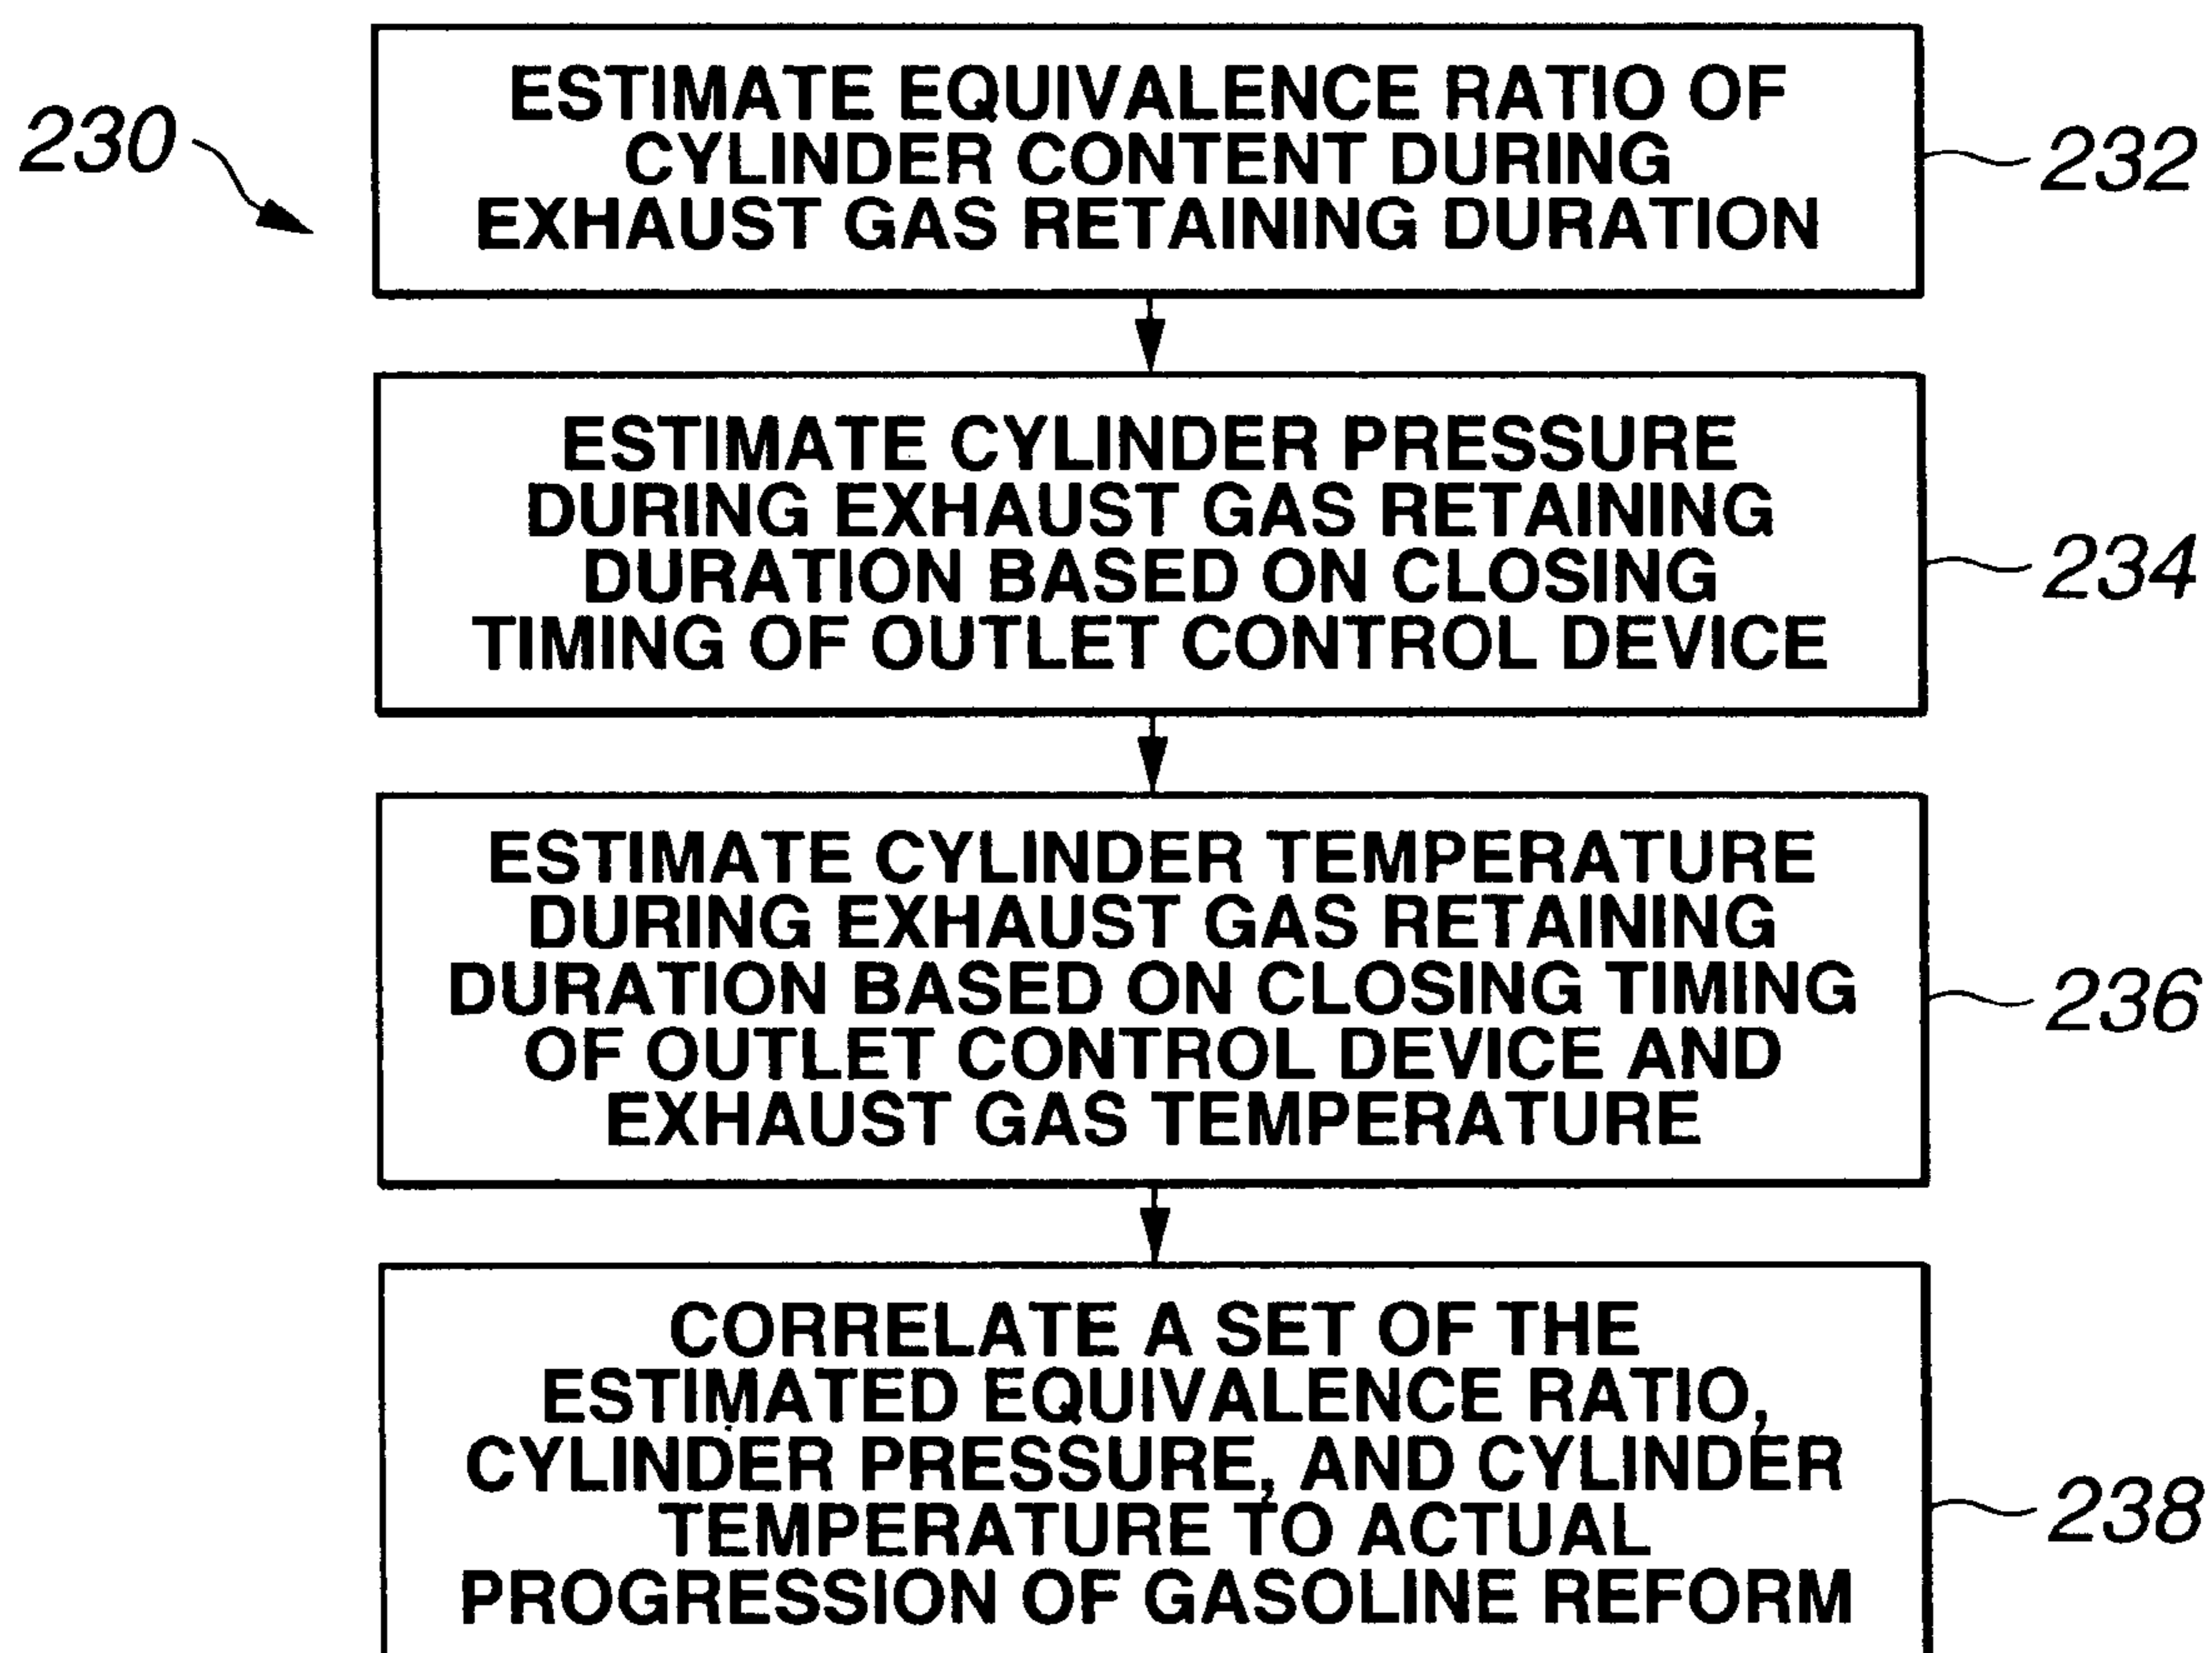 230
ESTIMATE EQUIVALENCE RATIO OF
CYLINDER CONTENT DURING
EXHAUST GAS RETAINING DURATION
232
ESTIMATE CYLINDER PRESSURE
DURING EXHAUST GAS RETAINING
DURATION BASED ON CLOSING
TIMING OF OUTLET CONTROL DEVICE
234
ESTIMATE CYLINDER TEMPERATURE
DURING EXHAUST GAS RETAINING
DURATION BASED ON CLOSING TIMING
OF OUTLET CONTROL DEVICE AND
EXHAUST GAS TEMPERATURE
236
CORRELATE A SET OF THE
ESTIMATED EQUIVALENCE RATIO,
CYLINDER PRESSURE, AND CYLINDER
TEMPERATURE TO ACTUAL
PROGRESSION OF GASOLINE REFORM
238